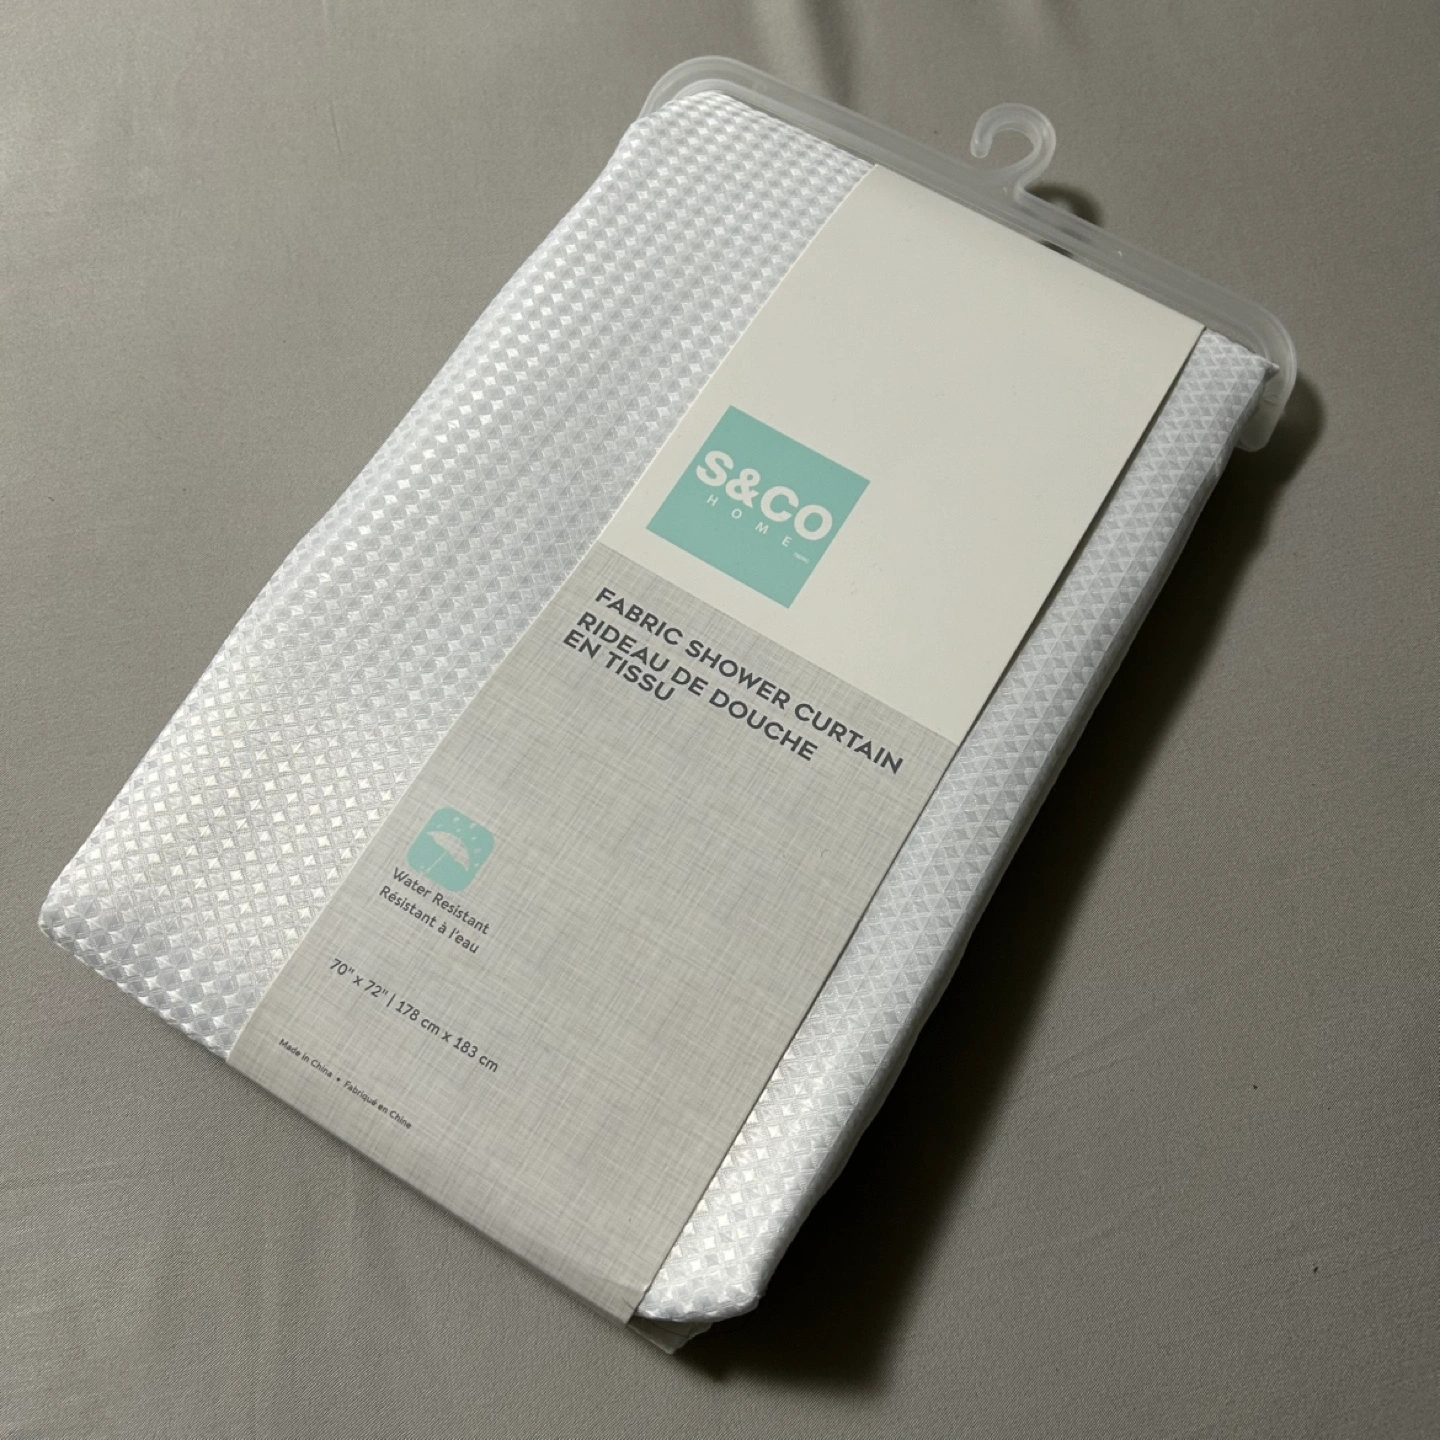 S&CO
HOME
FABRIC SHOWER CURTAIN
RIDEAU DE DOUCHE
EN TISSU
Water Resistant
Résistant à l'eau
70" x 72" | 178 cm x 183 cm
Made in China • Fabriqué en Chine